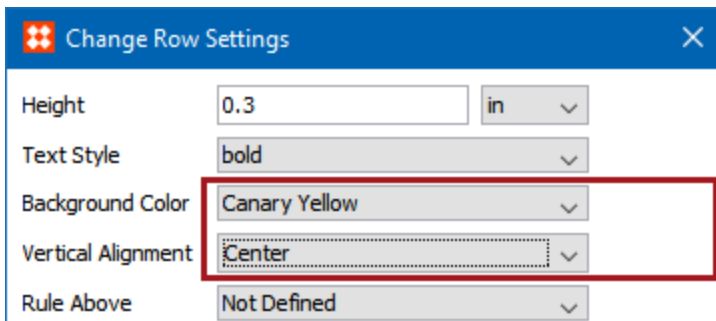 Change Row Settings
Height 0.3 in
Text Style bold
Background Color Canary Yellow
Vertical Alignment Center
Rule Above Not Defined